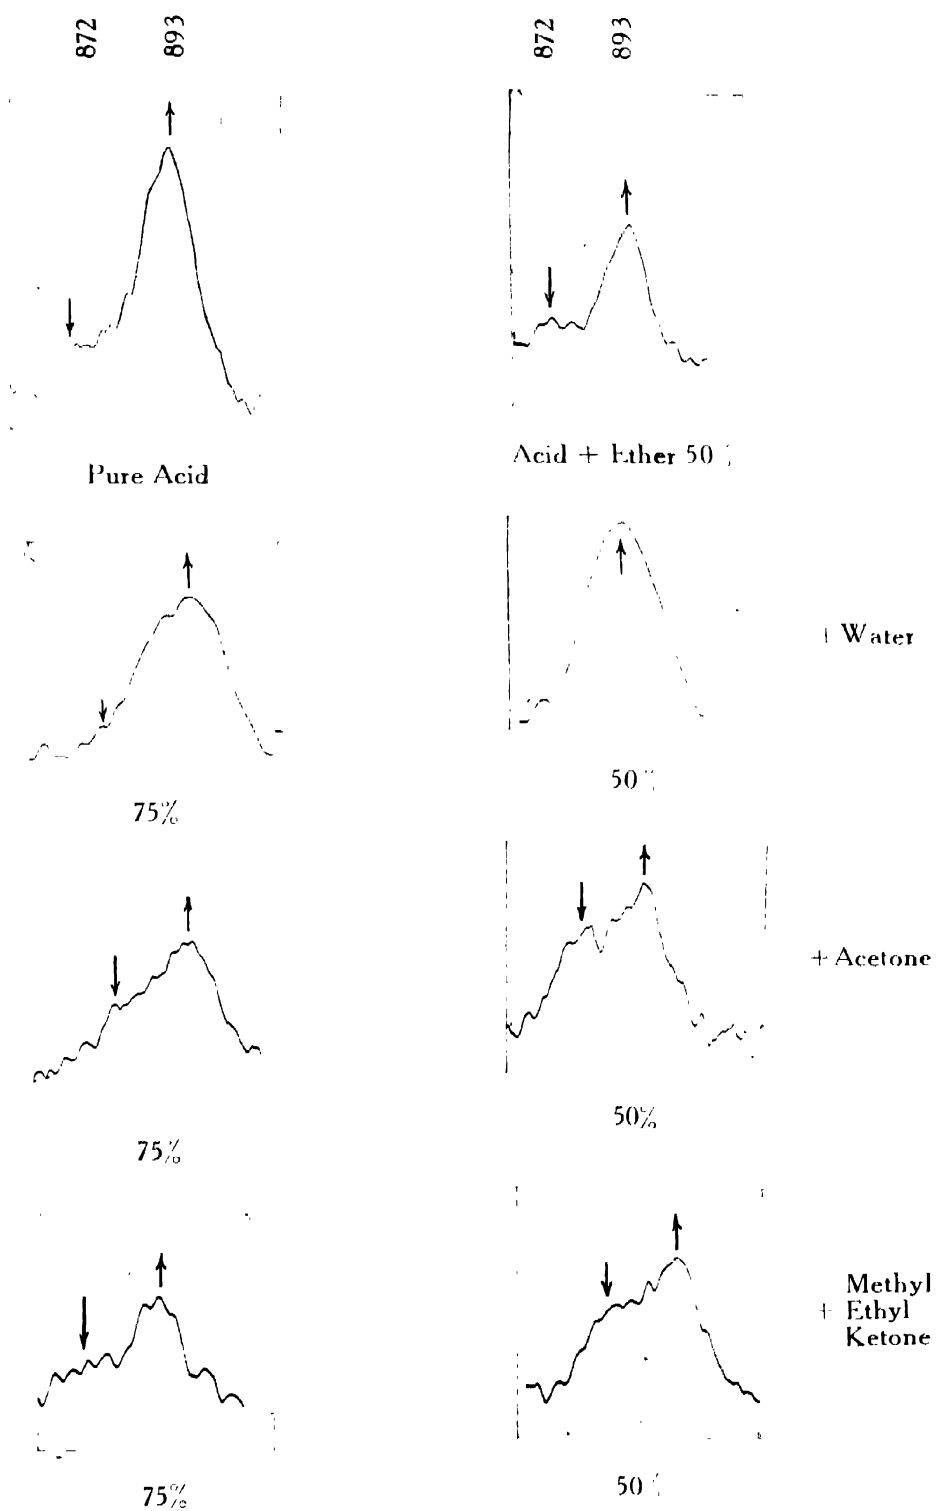 872
893
872
893
Pure Acid
Acid + Ether 50%
75%
50%
+ Water
75%
50%
+ Acetone
75%
50%
Methyl
+ Ethyl
Ketone